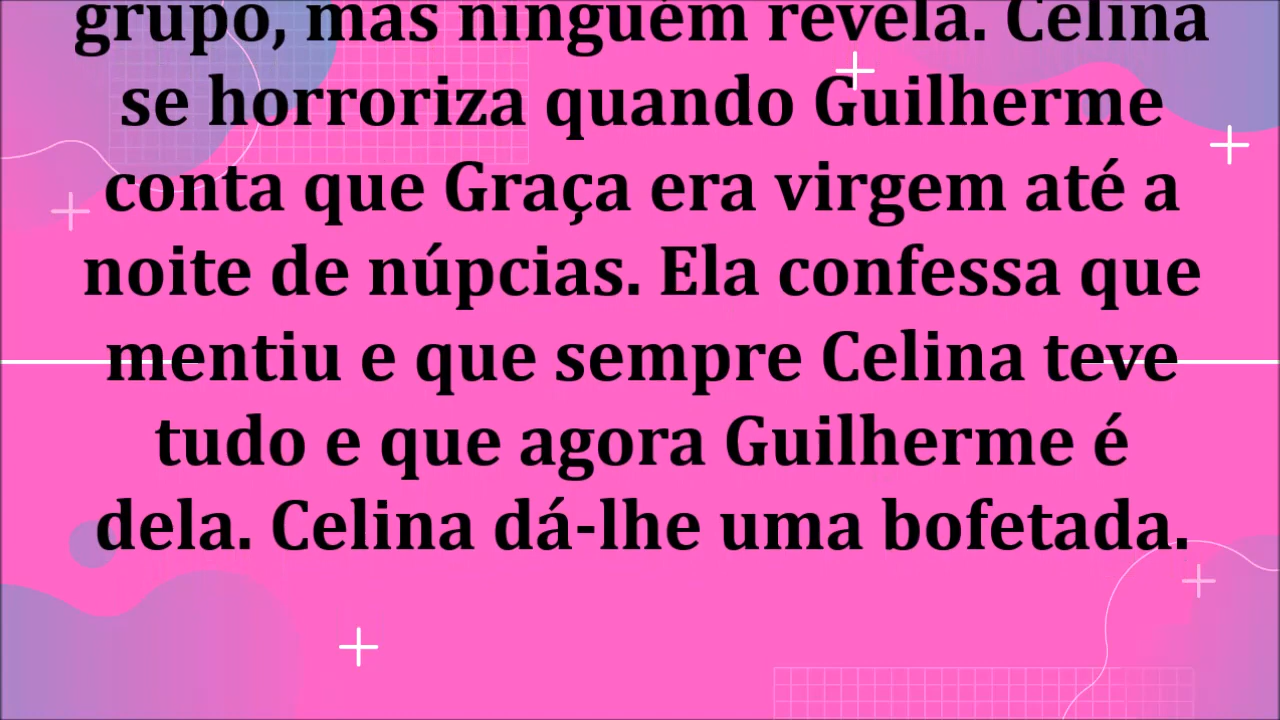 grupo, mas ninguém revela. Celina
se horroriza quando Guilherme
conta que Graça era virgem até a
noite de núpcias. Ela confessa que
mentiu e que sempre Celina teve
tudo e que agora Guilherme é
dela. Celina dá-lhe uma bofetada.